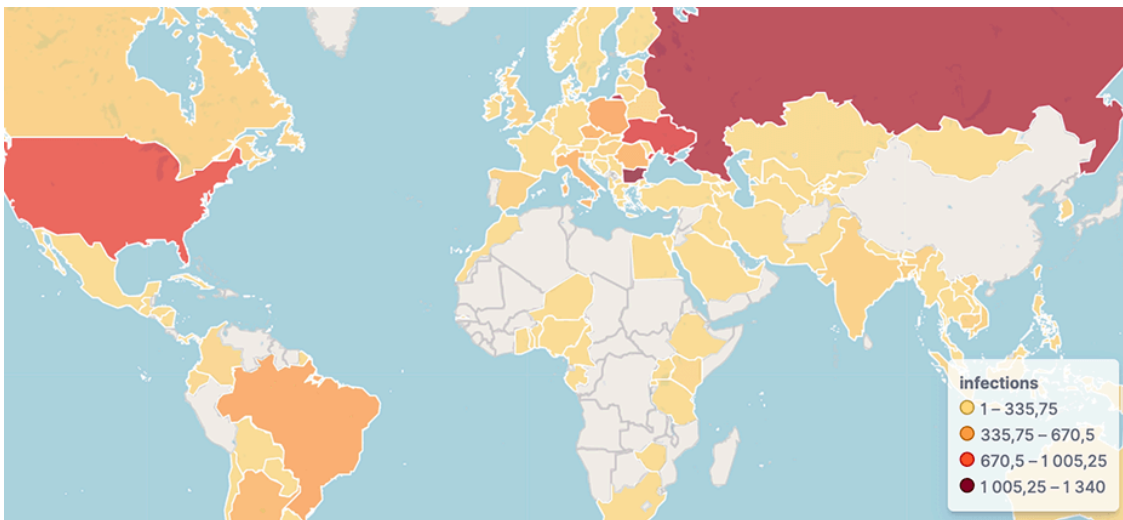 infections
1 – 335,75
335,75 – 670,5
670,5 – 1 005,25
1 005,25 – 1 340